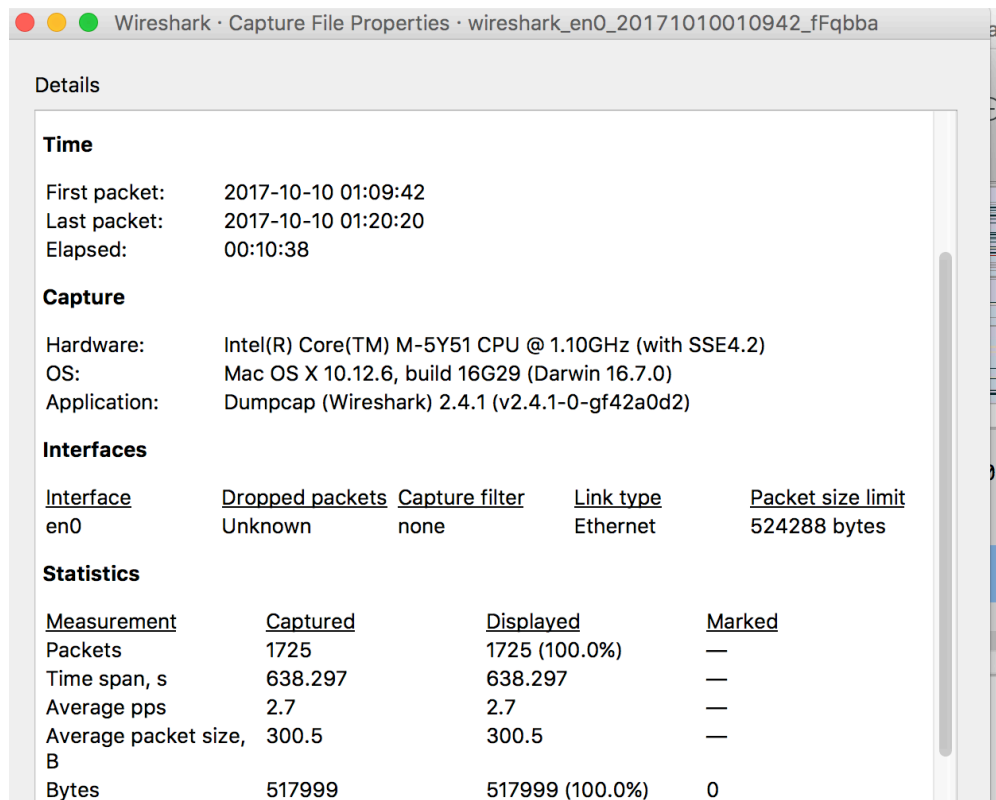 Wireshark · Capture File Properties · wireshark_en0_20171010010942_fFqbba
Details
Time
First packet: 2017-10-10 01:09:42
Last packet: 2017-10-10 01:20:20
Elapsed: 00:10:38
Capture
Hardware: Intel(R) Core(TM) M-5Y51 CPU @ 1.10GHz (with SSE4.2)
OS: Mac OS X 10.12.6, build 16G29 (Darwin 16.7.0)
Application: Dumpcap (Wireshark) 2.4.1 (v2.4.1-0-gf42a0d2)
Interfaces
Interface Dropped packets Capture filter Link type Packet size limit
en0 Unknown none Ethernet 524288 bytes
Statistics
Measurement Captured Displayed Marked
Packets 1725 1725 (100.0%) —
Time span, s 638.297 638.297 —
Average pps 2.7 2.7 —
Average packet size, 300.5 300.5 —
B
Bytes 517999 517999 (100.0%) 0